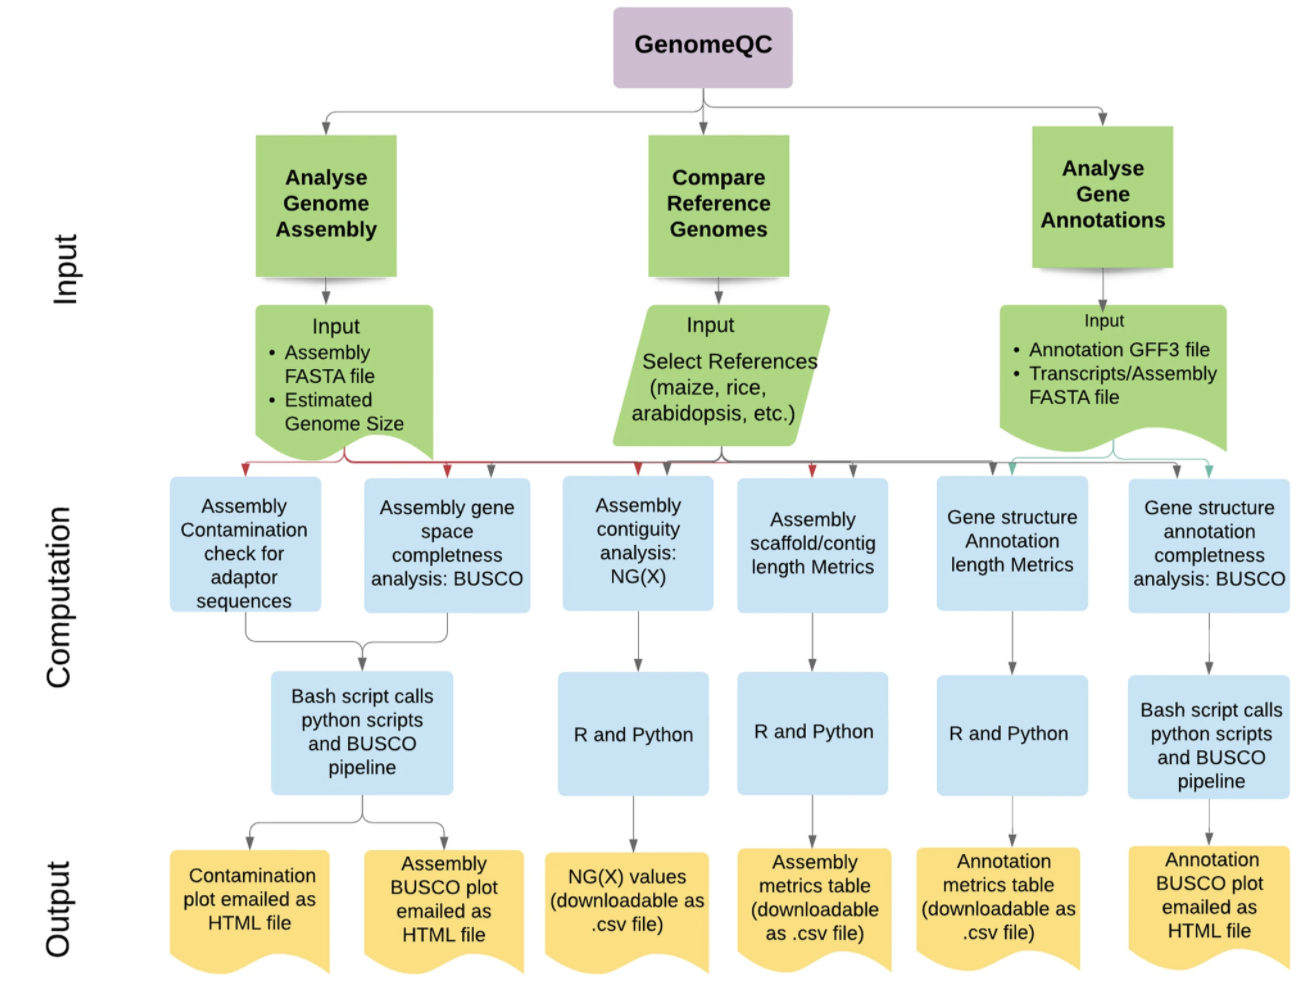 GenomeQC
Input
Analyse
Genome
Assembly
Compare
Reference
Genomes
Analyse
Gene
Annotations
Input
• Assembly
FASTA file
• Estimated
Genome Size
Input
Select References
(maize, rice,
arabidopsis, etc.)
Input
• Annotation GFF3 file
• Transcripts/Assembly
FASTA file
Computation
Assembly
Contamination
check for
adaptor
sequences
Assembly gene
space
completness
analysis: BUSCO
Assembly
contiguity
analysis:
NG(X)
Assembly
scaffold/contig
length Metrics
Gene structure
Annotation
length Metrics
Gene structure
annotation
completness
analysis: BUSCO
Bash script calls
python scripts
and BUSCO
pipeline
R and Python
R and Python
R and Python
Bash script calls
python scripts
and BUSCO
pipeline
Output
Contamination
plot emailed as
HTML file
Assembly
BUSCO plot
emailed as
HTML file
NG(X) values
(downloadable as
.csv file)
Assembly
metrics table
(downloadable
as .csv file)
Annotation
metrics table
(downloadable as
.csv file)
Annotation
BUSCO plot
emailed as
HTML file